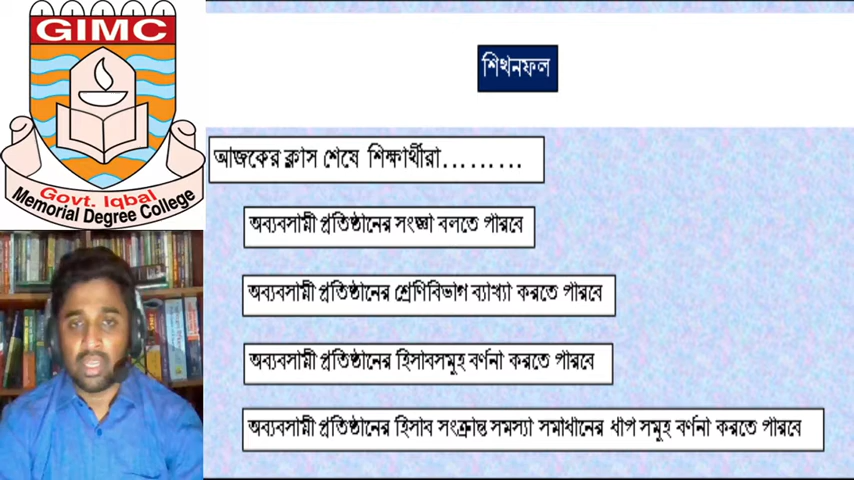 GIMC
Govt. Iqbal
Memorial Degree College
শিখনফল
আজকের ক্লাস শেষে শিক্ষার্থীরা.........
অব্যবসায়ী প্রতিষ্ঠানের সংজ্ঞা বলতে পারবে
অব্যবসায়ী প্রতিষ্ঠানের শ্রেণিবিভাগ ব্যাখ্যা করতে পারবে
অব্যবসায়ী প্রতিষ্ঠানের হিসাবসমুহ বর্ণনা করতে পারবে
অব্যবসায়ী প্রতিষ্ঠানের হিসাব সংক্রান্ত সমস্যা সমাধানের ধাপ সমুহ বর্ণনা করতে পারবে